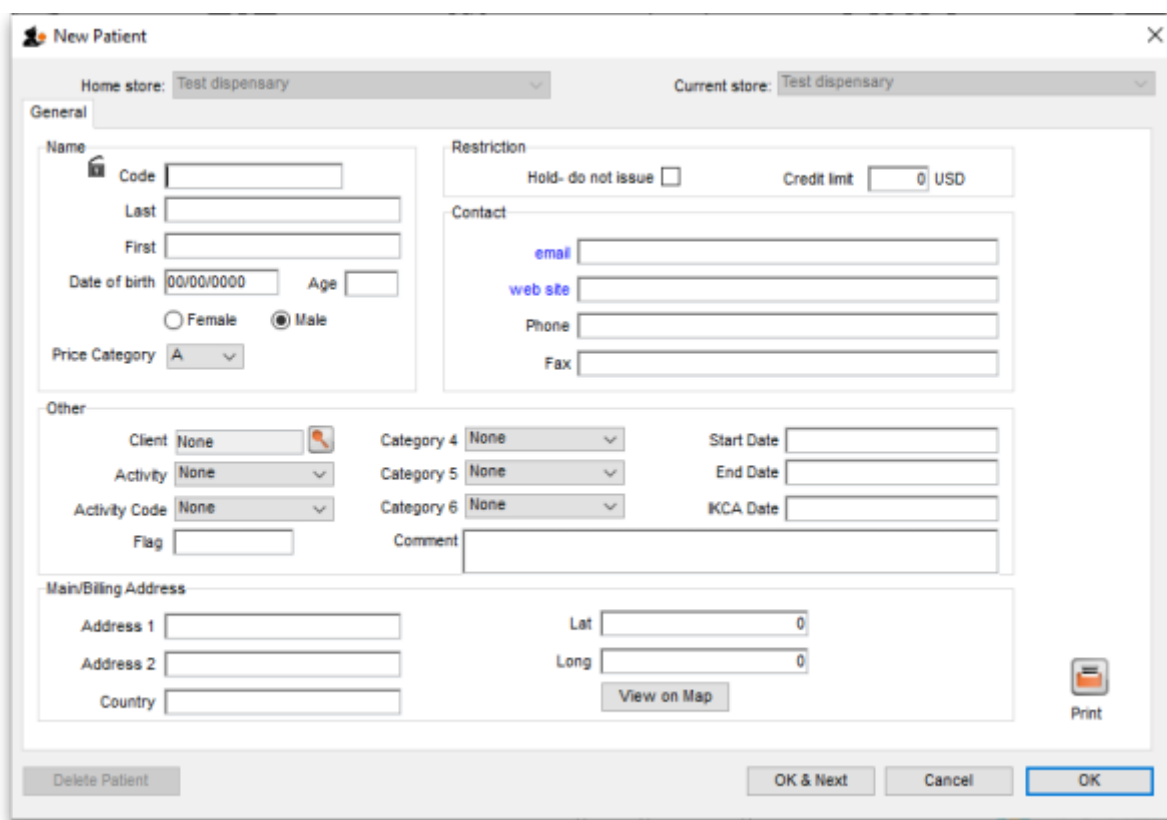 New Patient
Home store: Test dispensary Current store: Test dispensary
General
Name
Code
Last
First
Date of birth 00/00/0000 Age
Female Male
Price Category A
Restriction
Hold- do not issue Credit limit 0 USD
Contact
email
web site
Phone
Fax
Other
Client None Category 4 None Start Date
Activity None Category 5 None End Date
Activity Code None Category 6 None IKCA Date
Flag Comment
Main/Billing Address
Address 1 Lat 0
Address 2 Long 0
Country View on Map
Print
Delete Patient OK & Next Cancel OK